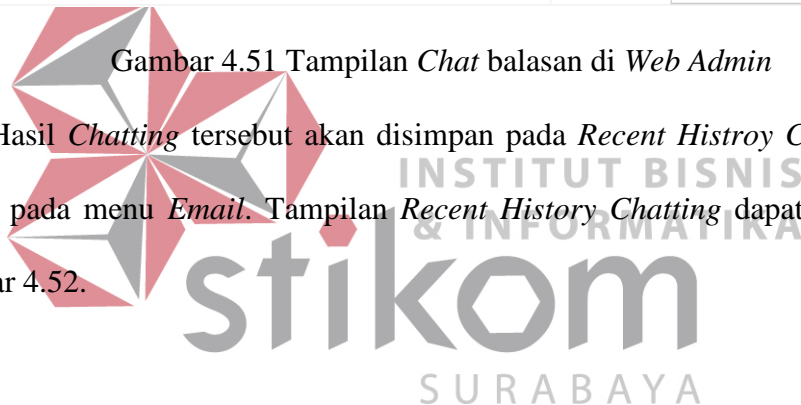 Gambar 4.51 Tampilan Chat balasan di Web Admin
Hasil Chatting tersebut akan disimpan pada Recent Histroy C
INSTITUT BISNIS
pada menu Email. Tampilan Recent History Chatting dapat
& INFORMATIKA
ar 4.52.
stikom
SURABAYA